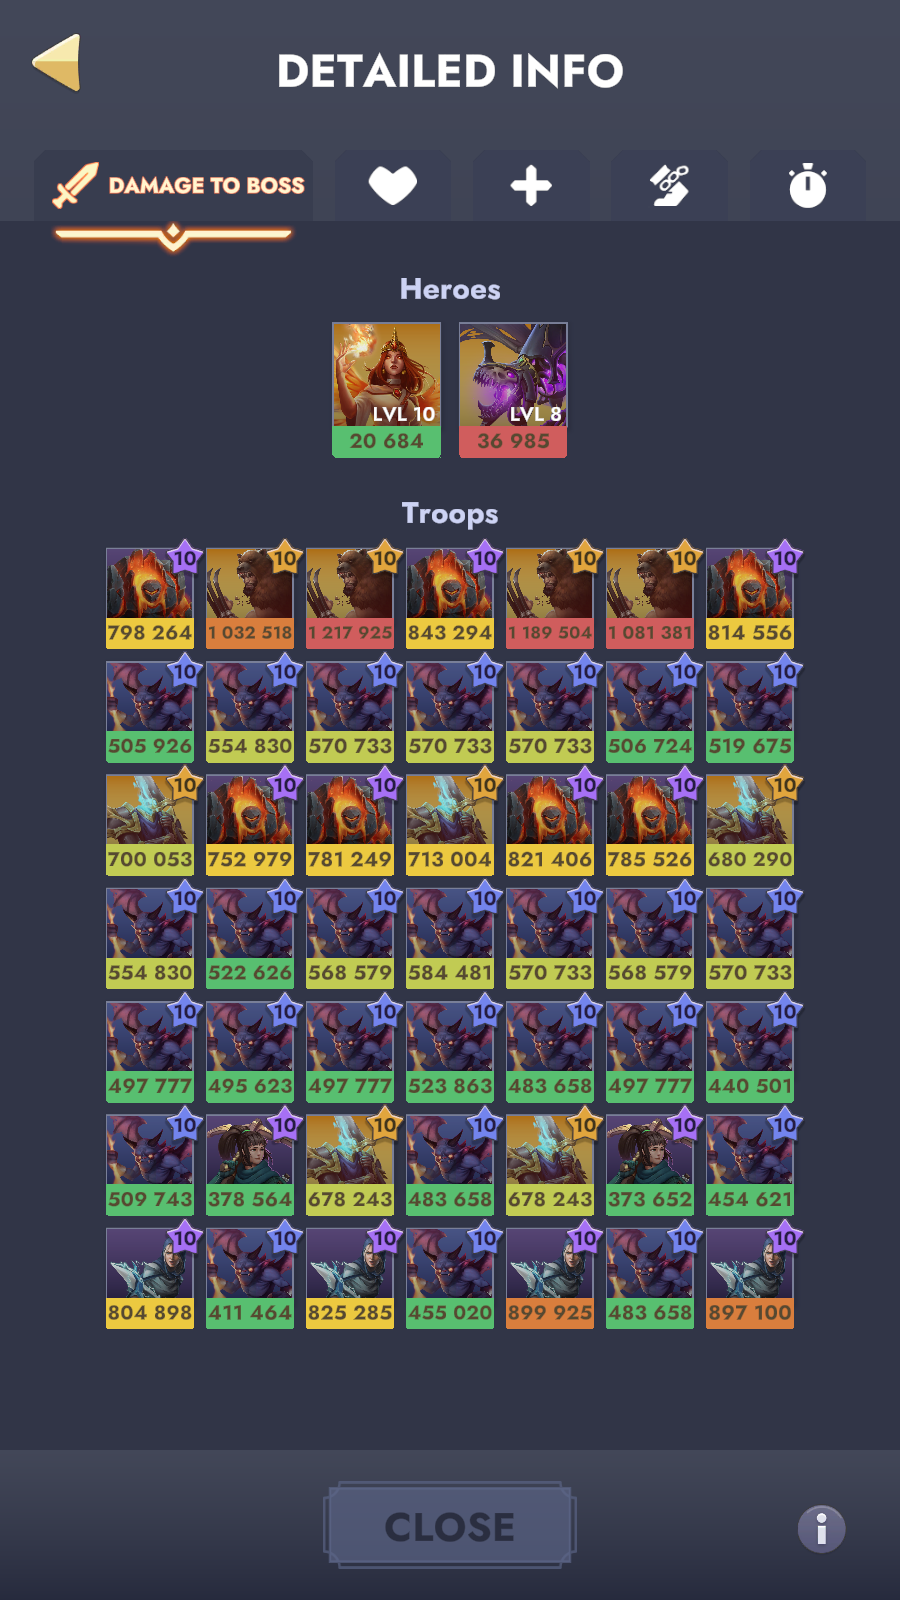 DETAILED INFO
DAMAGE TO BOSS
Heroes
LVL 10 LVL 8
20 684 36 985
Troops
10 10 10 10 10 10 10
798 264 1 032 518 1 217 925 843 294 1 189 504 1 081 381 814 556
10 10 10 10 10 10 10
505 926 554 830 570 733 570 733 570 733 506 724 519 675
10 10 10 10 10 10 10
700 053 752 979 781 249 713 004 821 406 785 526 680 290
10 10 10 10 10 10 10
554 830 522 626 568 579 584 481 570 733 568 579 570 733
10 10 10 10 10 10 10
497 777 495 623 497 777 523 863 483 658 497 777 440 501
10 10 10 10 10 10 10
509 743 378 564 678 243 483 658 678 243 373 652 454 621
10 10 10 10 10 10 10
804 898 411 464 825 285 455 020 899 925 483 658 897 100
CLOSE
i